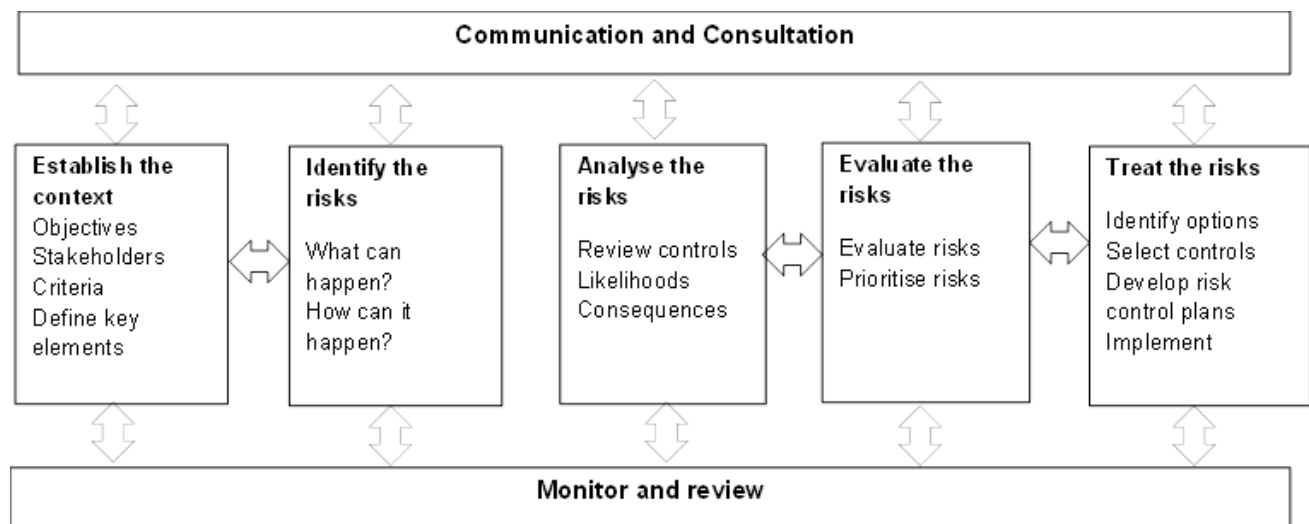 Communication and Consultation
Establish the
context
Objectives
Stakeholders
Criteria
Define key
elements
Identify the
risks
What can
happen?
How can it
happen?
Analyse the
risks
Review controls
Likelihoods
Consequences
Evaluate the
risks
Evaluate risks
Prioritise risks
Treat the risks
Identify options
Select controls
Develop risk
control plans
Implement
Monitor and review